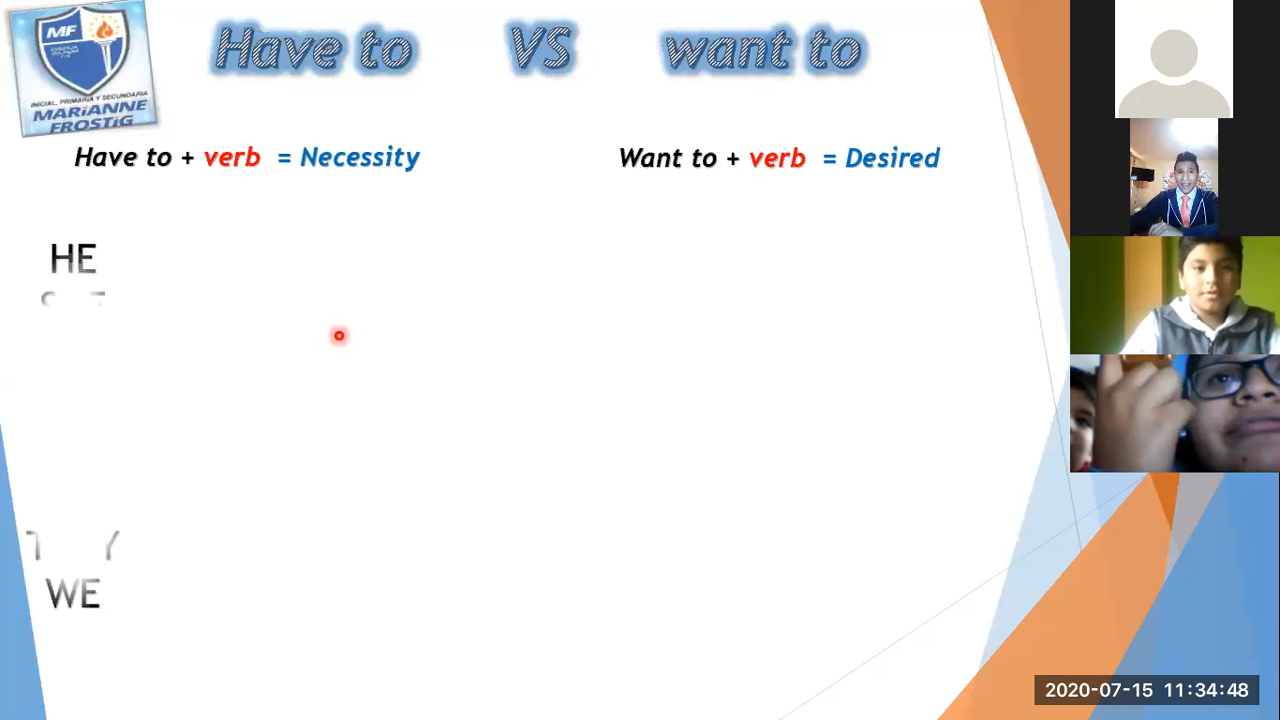 MF
INICIAL, PRIMARIA Y SECUNDARIA
MARIANNE
FROSTIG
Have to VS want to
Have to + verb = Necessity
Want to + verb = Desired
HE
WE
2020-07-15 11:34:48